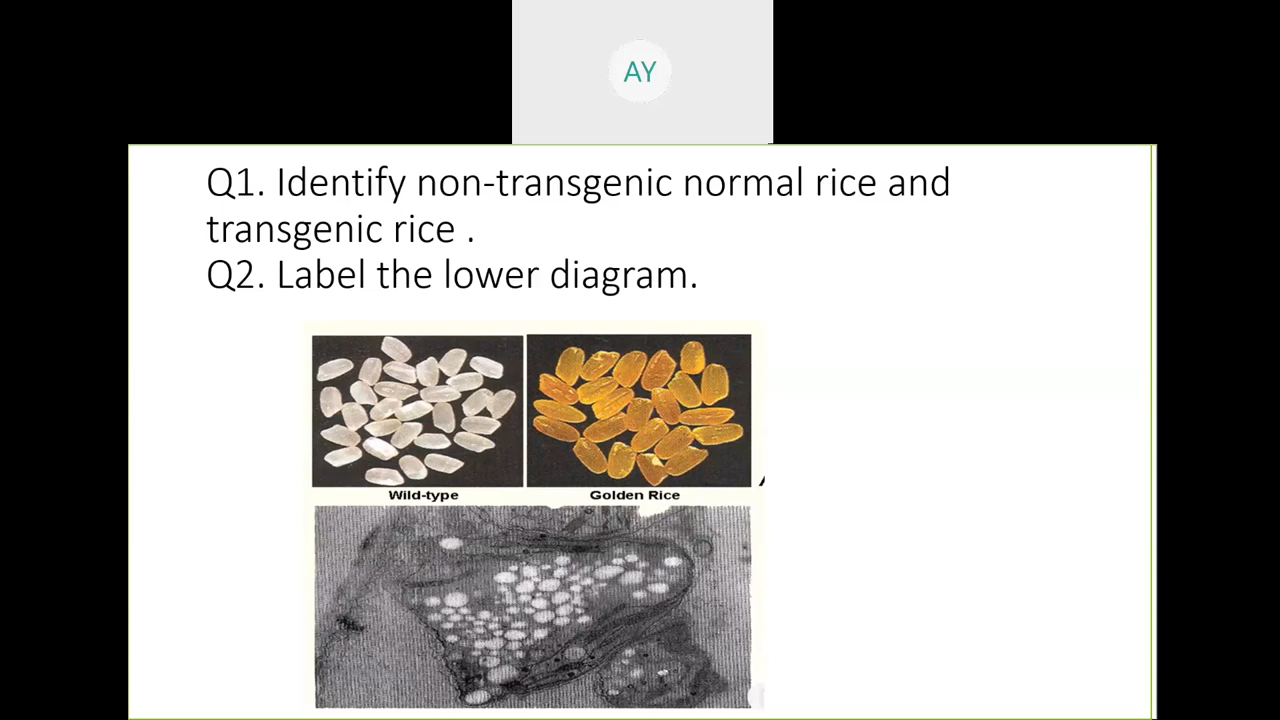 AY
Q1. Identify non-transgenic normal rice and
transgenic rice .
Q2. Label the lower diagram.
Wild-type
Golden Rice